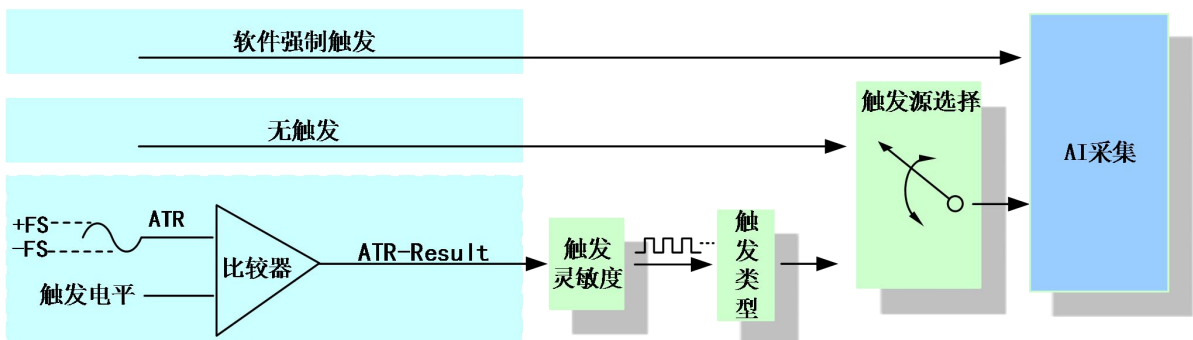 软件强制触发
无触发
触发源选择
AI采集
+FS
-FS
ATR
触发电平
比较器
ATR-Result
触发
灵敏度
触
发
类
型